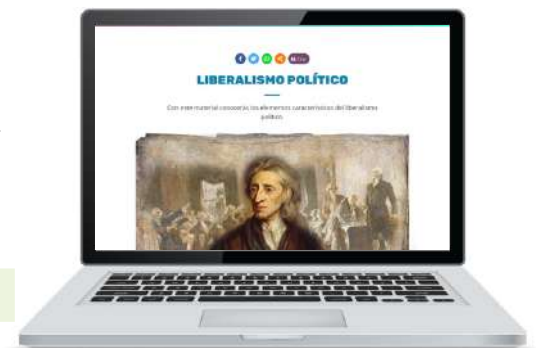 LIBERALISMO POLÍTICO
Con este material conocerás los elementos característicos del liberalismo
político.